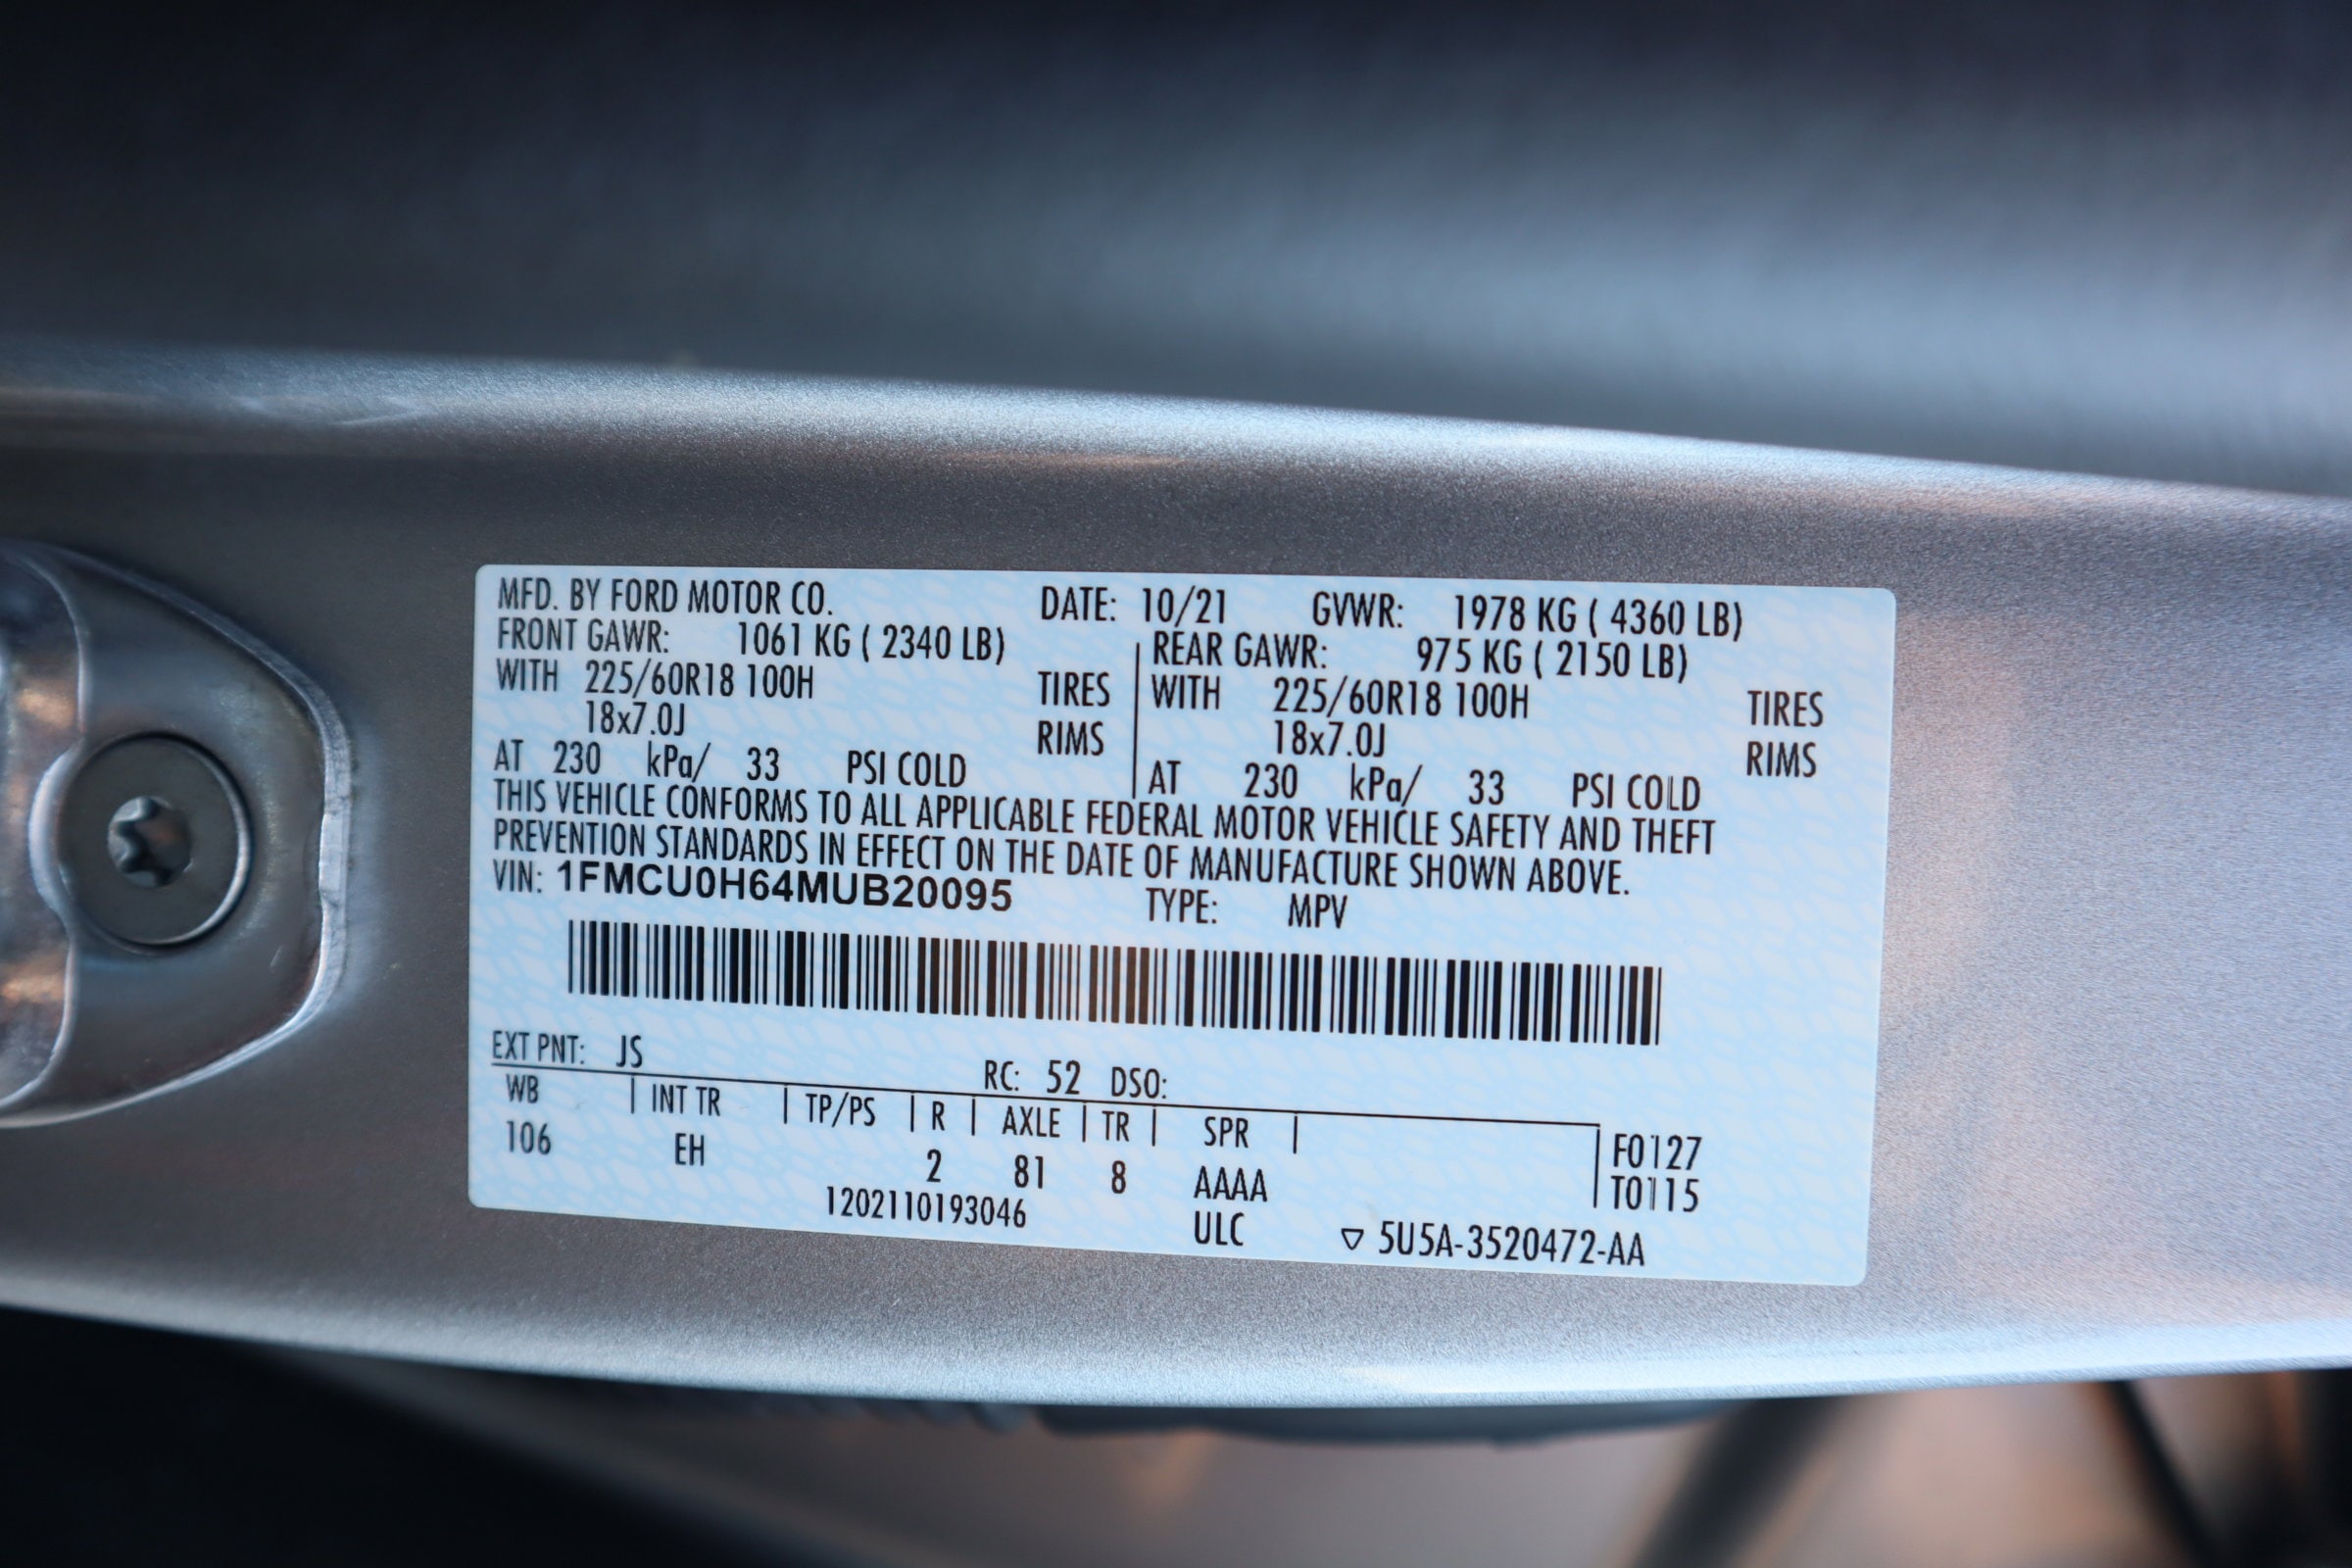 MFD. BY FORD MOTOR CO. DATE: 10/21 GVWR: 1978 KG ( 4360 LB)
FRONT GAWR: 1061 KG ( 2340 LB) REAR GAWR: 975 KG ( 2150 LB)
WITH 225/60R18 100H TIRES WITH 225/60R18 100H TIRES
18x7.0J RIMS 18x7.0J RIMS
AT 230 kPa/ 33 PSI COLD AT 230 kPa/ 33 PSI COLD
THIS VEHICLE CONFORMS TO ALL APPLICABLE FEDERAL MOTOR VEHICLE SAFETY AND THEFT
PREVENTION STANDARDS IN EFFECT ON THE DATE OF MANUFACTURE SHOWN ABOVE.
VIN: 1FMCU0H64MUB20095 TYPE: MPV
EXT PNT: JS RC: 52 DSO:
WB | INT TR | TP/PS | R | AXLE | TR | SPR | F0127
106 EH 2 81 8 AAAA T0115
1202110193046 ULC ▽ 5U5A-3520472-AA